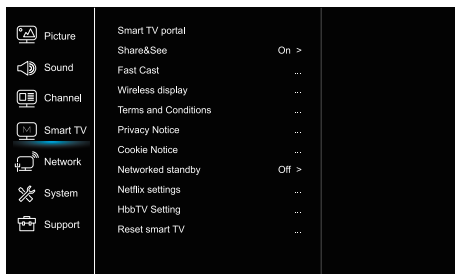 Picture
Sound
Channel
M
Smart TV
Network
System
Support
Smart TV portal
Share&See On >
Fast Cast ...
Wireless display ...
Terms and Conditions ...
Privacy Notice ...
Cookie Notice ...
Networked standby Off >
Netflix settings ...
HbbTV Setting ...
Reset smart TV ...